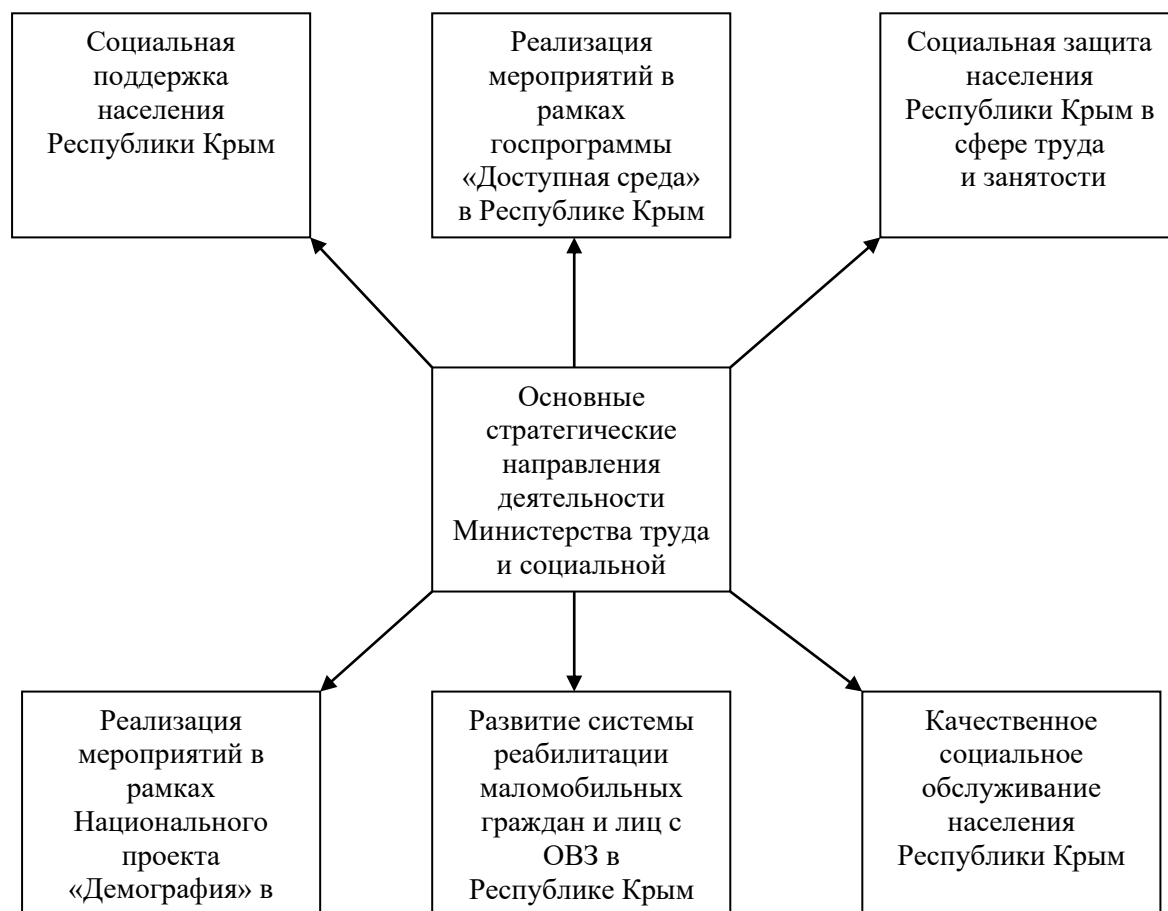 Социальная
поддержка
населения
Республики Крым
Реализация
мероприятий в
рамках
госпрограммы
«Доступная среда»
в Республике Крым
Социальная защита
населения
Республики Крым в
сфере труда
и занятости
Основные
стратегические
направления
деятельности
Министерства труда
и социальной
Реализация
мероприятий в
рамках
Национального
проекта
«Демография» в
Развитие системы
реабилитации
маломобильных
граждан и лиц с
ОВЗ в
Республике Крым
Качественное
социальное
обслуживание
населения
Республики Крым